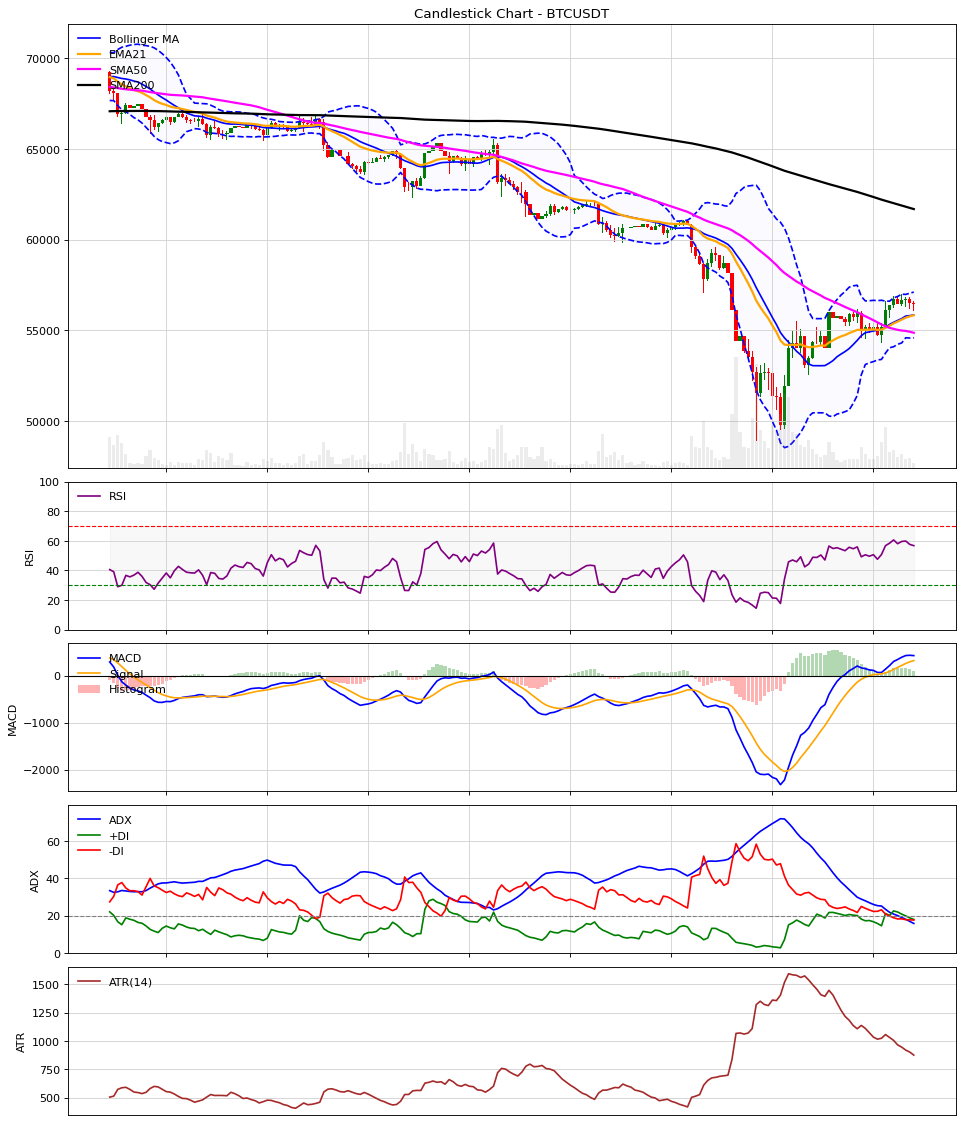 Candlestick Chart - BTCUSDT
Bollinger MA
EMA21
SMA50
SMA200
70000
65000
60000
55000
50000
RSI
100
80
60
40
20
0
RSI
MACD
Signal
Histogram
0
−1000
−2000
MACD
ADX
+DI
-DI
60
40
20
0
ADX
ATR(14)
1500
1250
1000
750
500
ATR